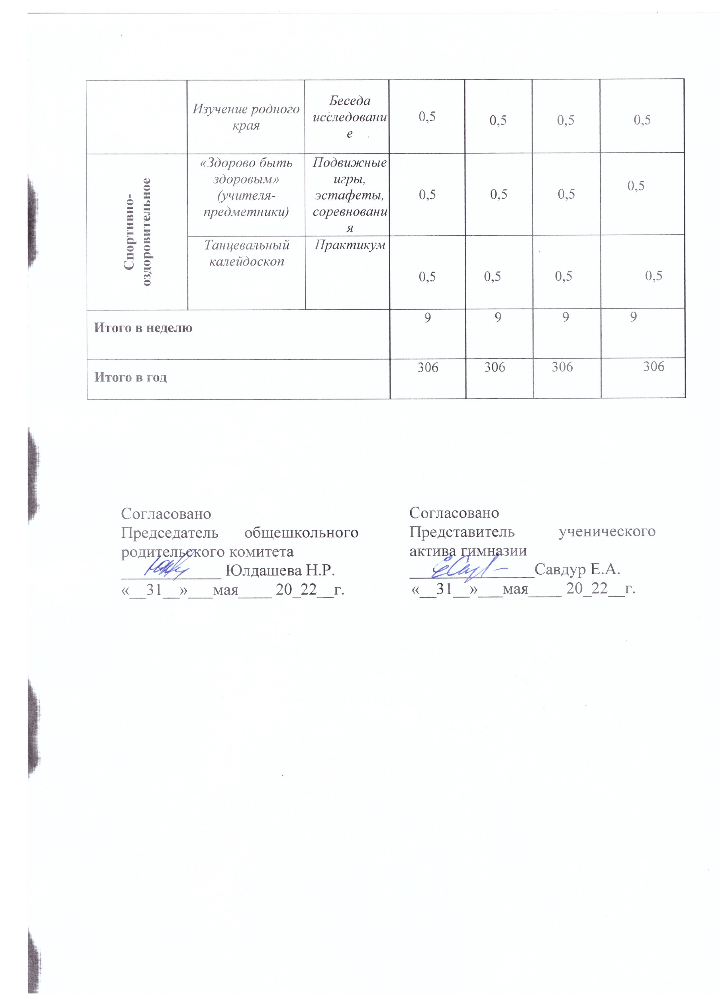 Изучение родного
края
Беседа
исследовани
е
0,5 0,5 0,5 0,5
Спортивно-
оздоровительное
«Здорово быть
здоровым»
(учителя-
предметники)
Подвижные
игры,
эстафеты,
соревновани
я
0,5 0,5 0,5 0,5
Танцевальный
калейдоскоп
Практикум
0,5 0,5 0,5 0,5
Итого в неделю 9 9 9 9
Итого в год 306 306 306 306
Согласовано
Председатель общешкольного
родительского комитета
____________ Юлдашева Н.Р.
«__31__»___мая____ 20_22__г.
Согласовано
Представитель ученического
актива гимназии
_______________Савдур Е.А.
«__31__»___мая____ 20_22__г.